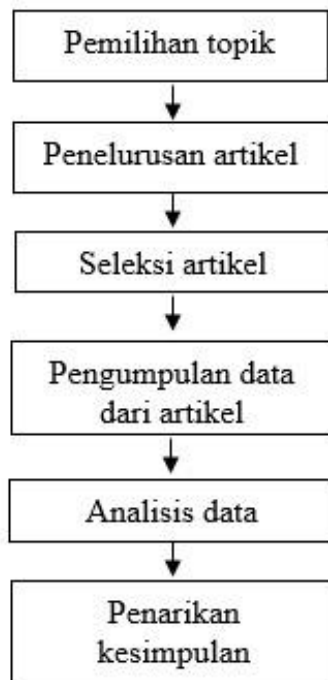 Pemilihan topik
Penelurusan artikel
Seleksi artikel
Pengumpulan data
dari artikel
Analisis data
Penarikan
kesimpulan